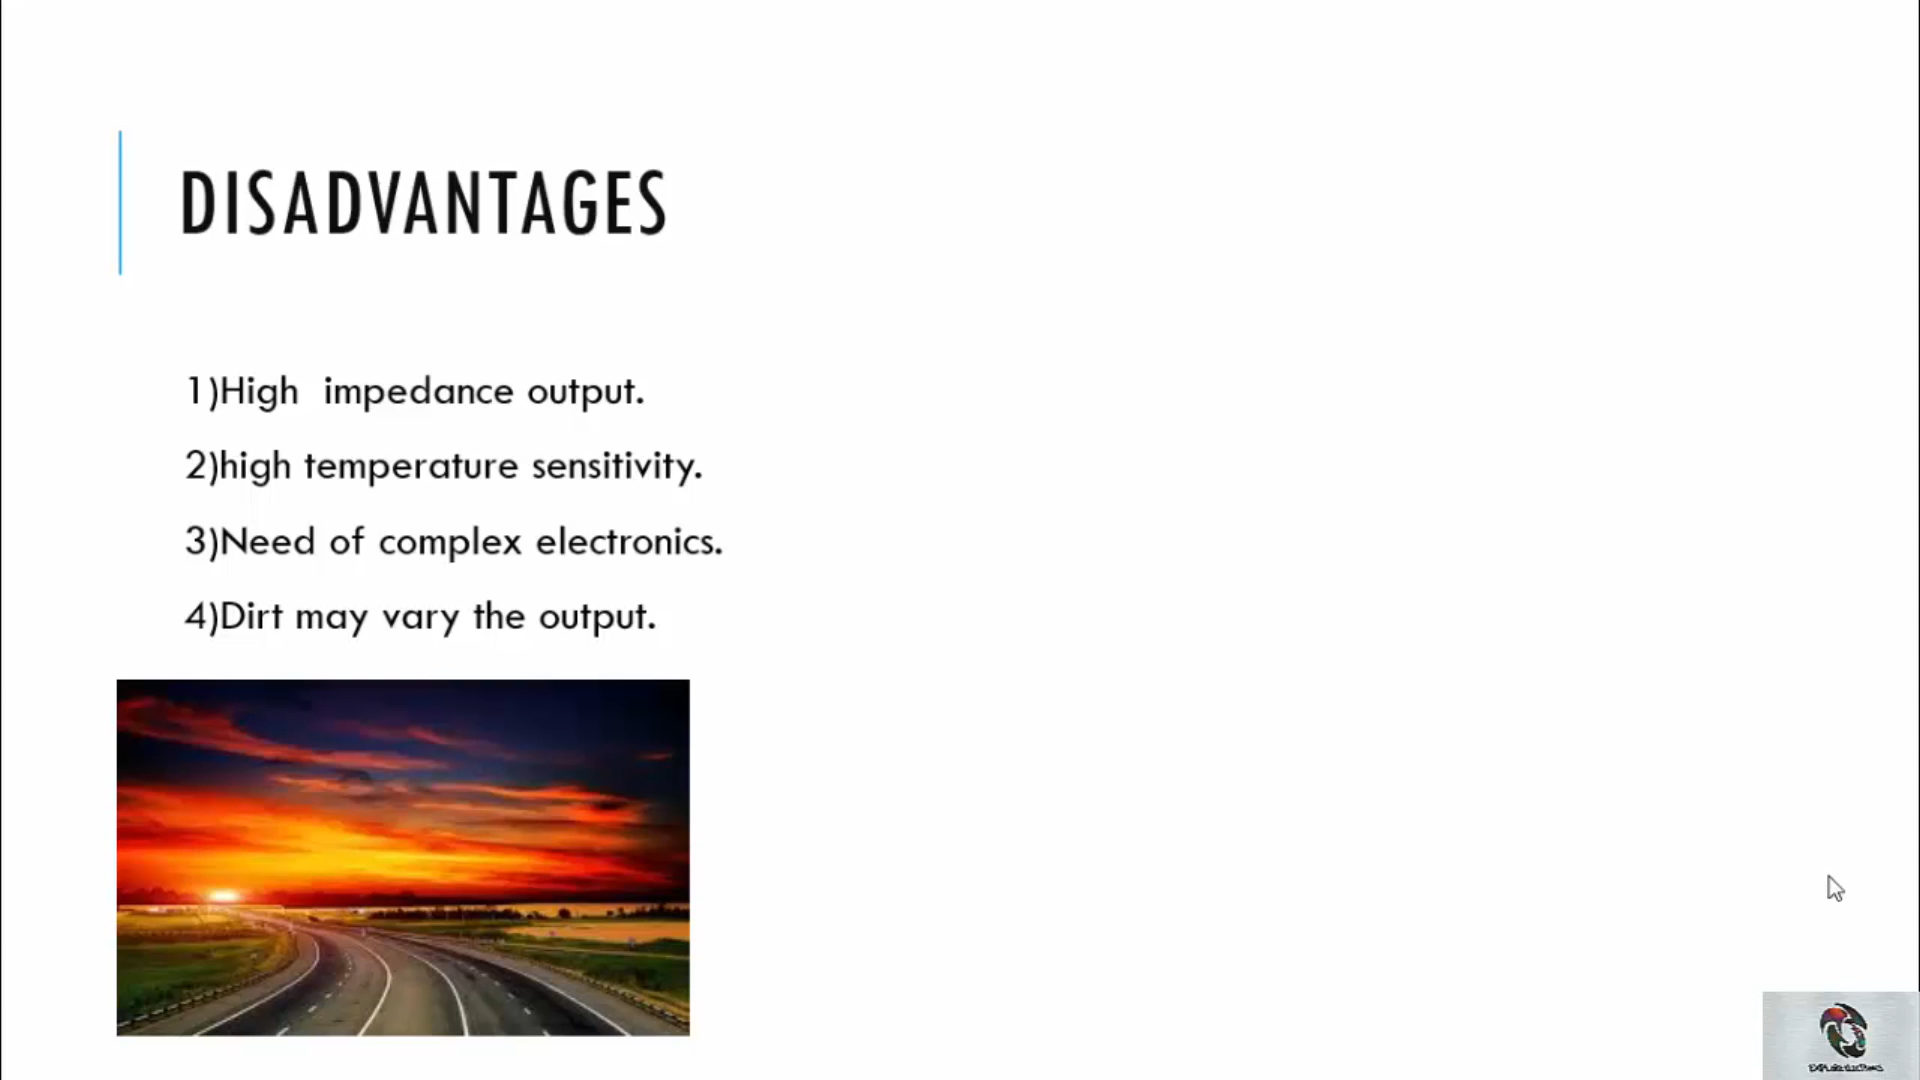 DISADVANTAGES
1)High impedance output.
2)high temperature sensitivity.
3)Need of complex electronics.
4)Dirt may vary the output.